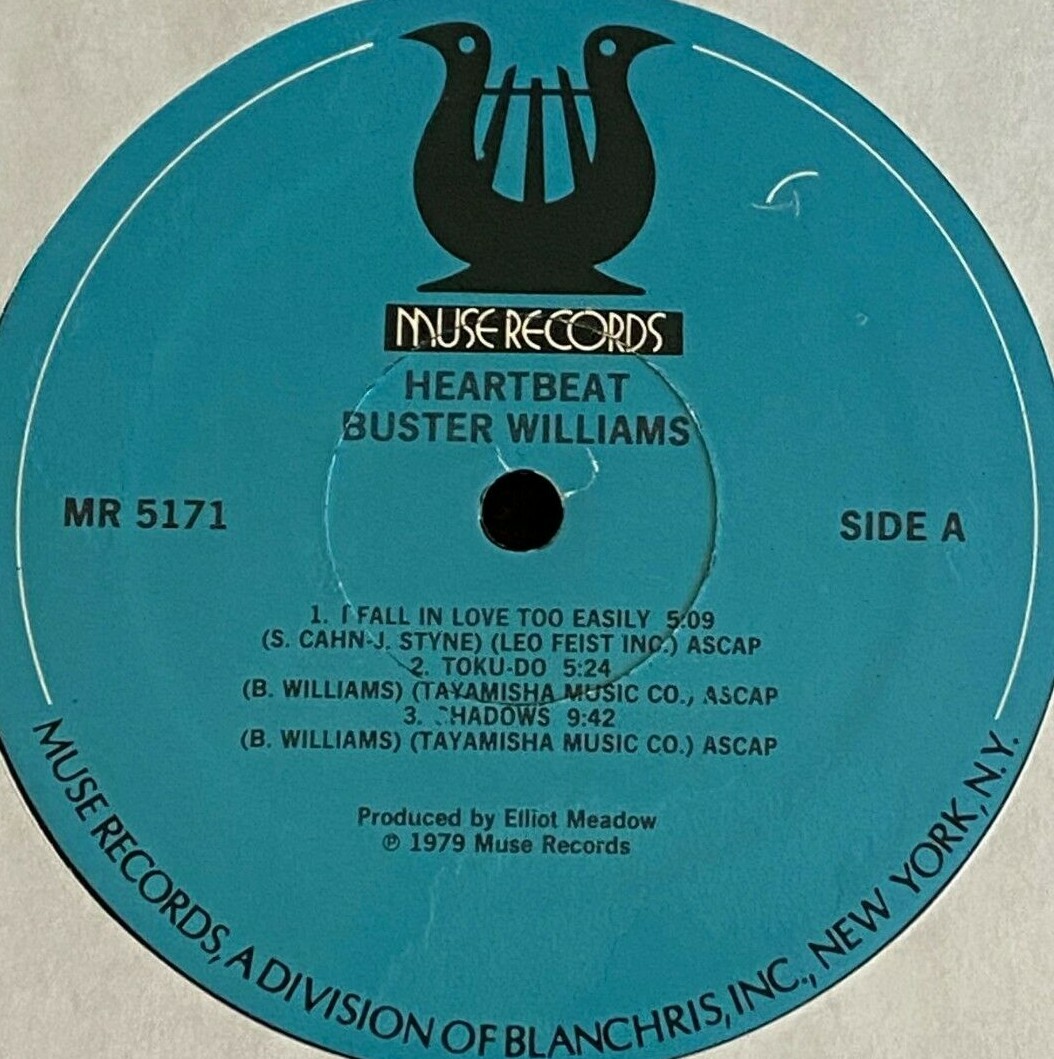 MUSE RECORDS
HEARTBEAT
BUSTER WILLIAMS
MR 5171
SIDE A
1. I FALL IN LOVE TOO EASILY 5:09
(S. CAHN-J. STYNE) (LEO FEIST INC.) ASCAP
2. TOKU-DO 5:24
(B. WILLIAMS) (TAYAMISHA MUSIC CO., ASCAP
3. SHADOWS 9:42
(B. WILLIAMS) (TAYAMISHA MUSIC CO.) ASCAP
Produced by Elliot Meadow
℗ 1979 Muse Records
MUSE RECORDS, A DIVISION OF BLANCHRIS, INC., NEW YORK, N.Y.